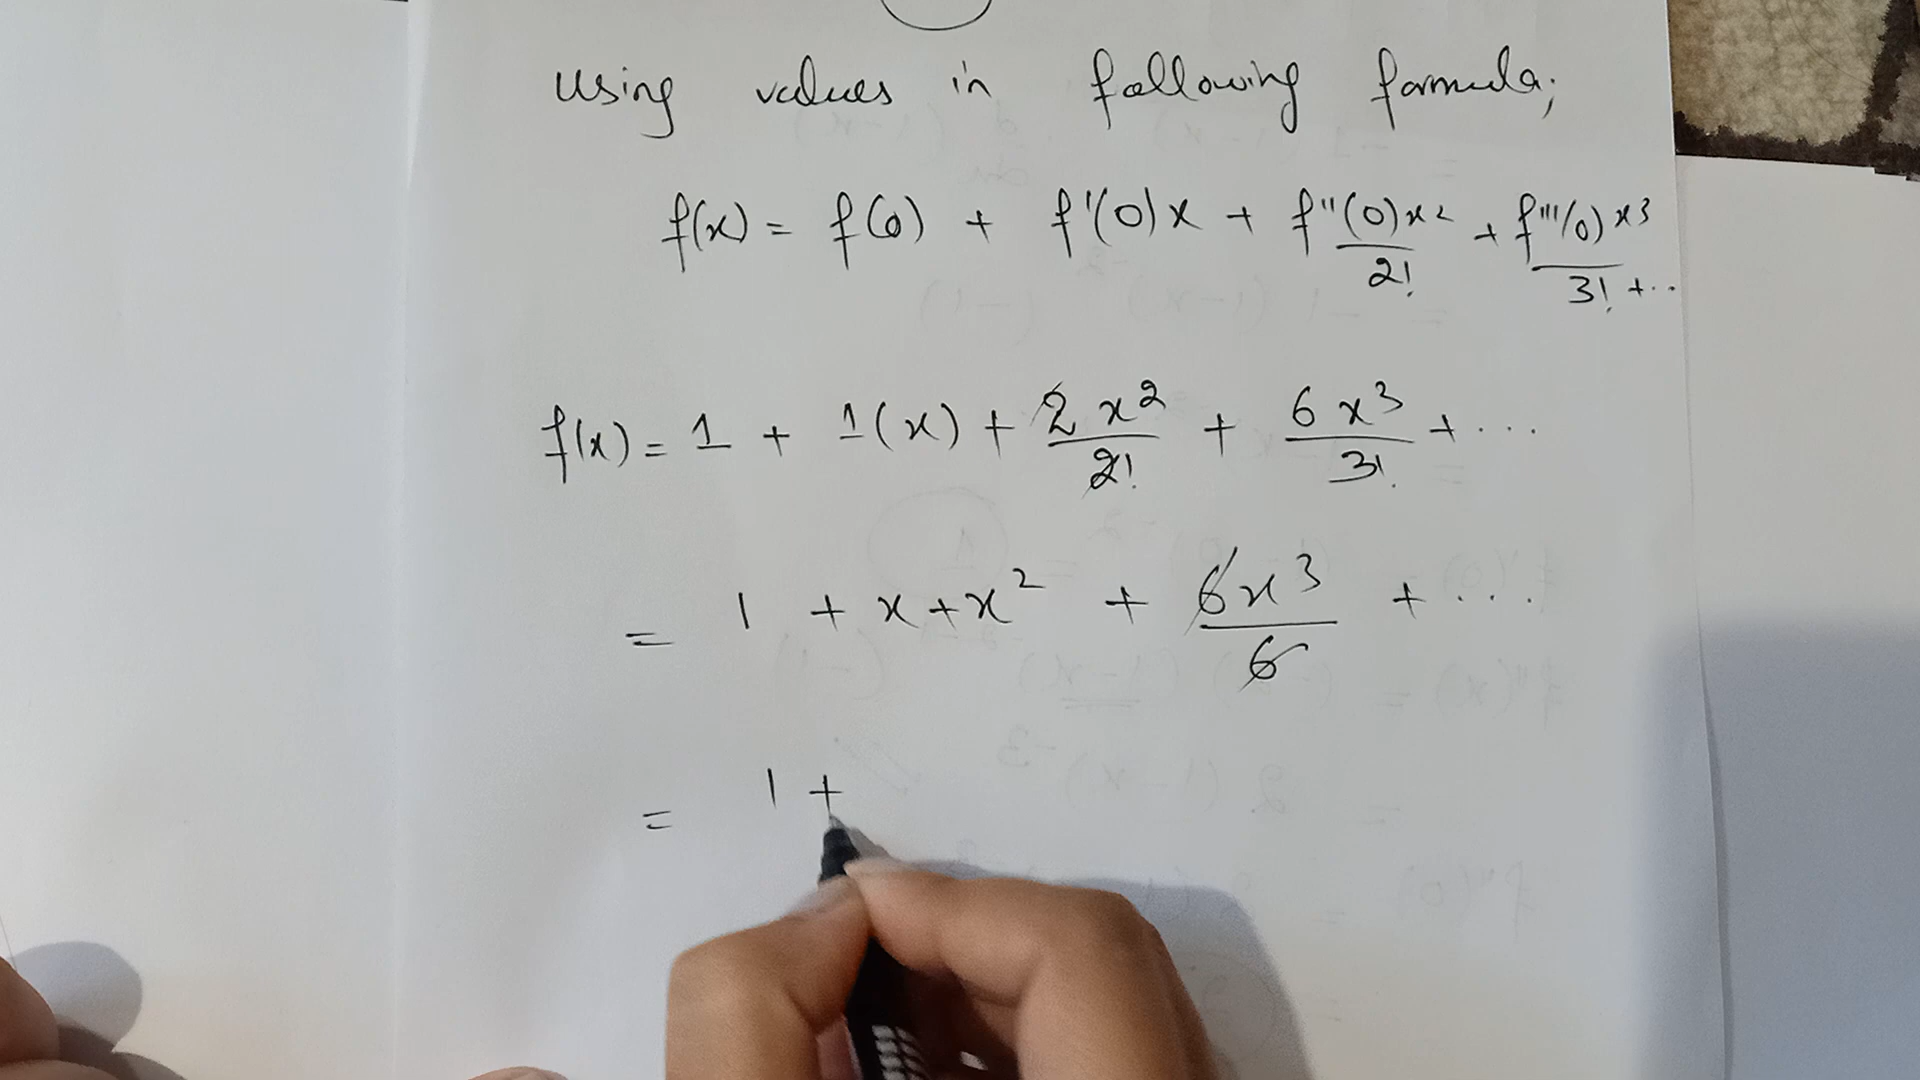 Using values in following formula;
f(x) = f(0) + f'(0)x + f''(0)x²/2! + f'''(0)x³/3! + ..
f(x) = 1 + 1(x) + 2x²/2! + 6x³/3! + ...
= 1 + x + x² + 6x³/6 + ...
= 1 +